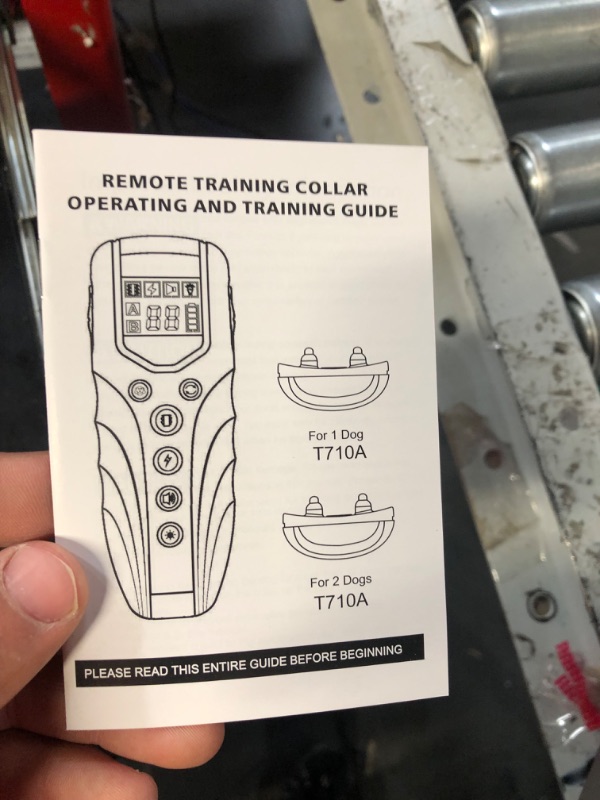 REMOTE TRAINING COLLAR
OPERATING AND TRAINING GUIDE
A
B
88
For 1 Dog
T710A
For 2 Dogs
T710A
PLEASE READ THIS ENTIRE GUIDE BEFORE BEGINNING